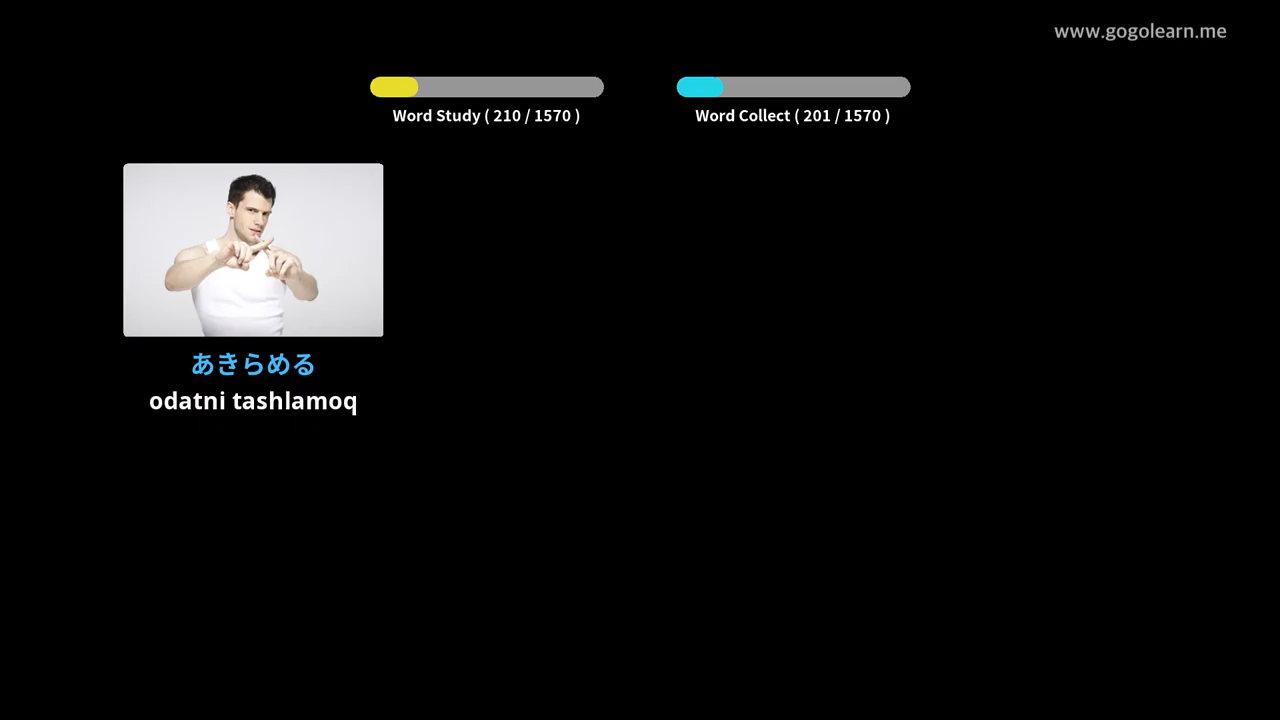 www.gogolearn.me
Word Study ( 210 / 1570 )
Word Collect ( 201 / 1570 )
あきらめる
odatni tashlamoq